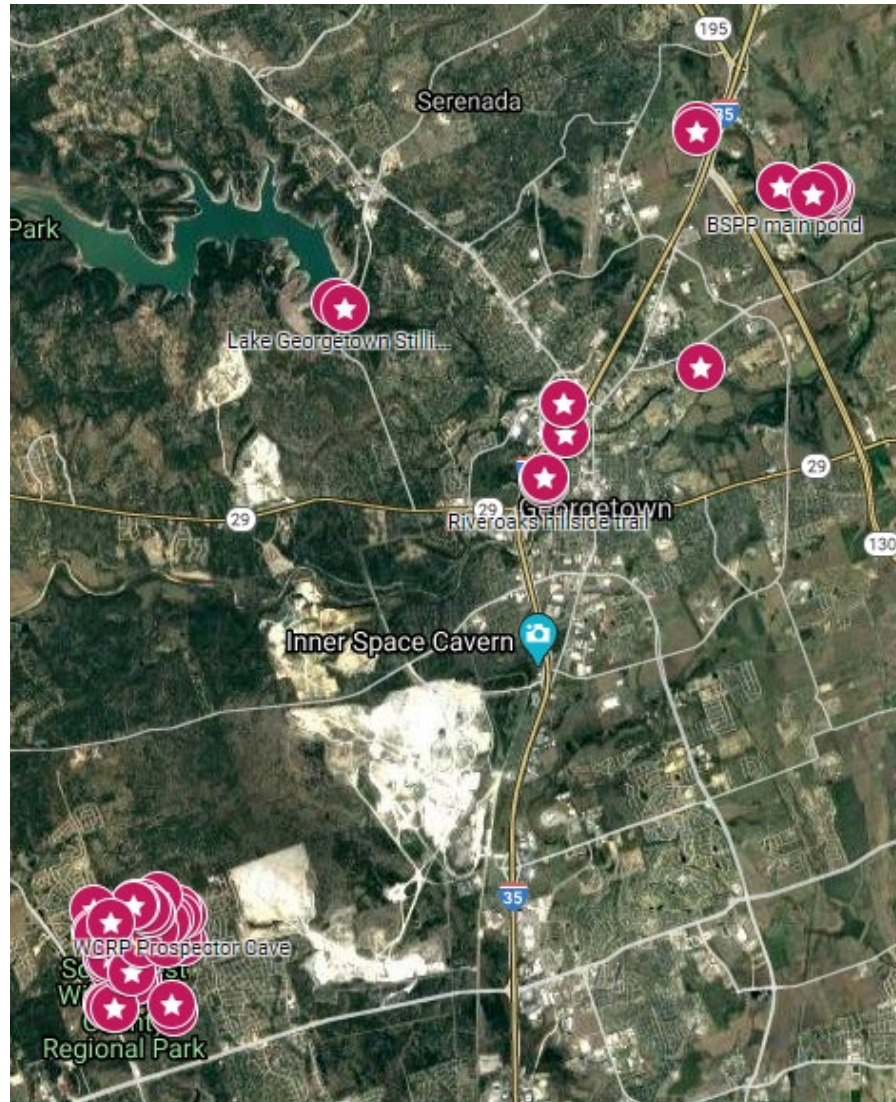 195
Serenada
35
Park
BSPP main pond
Lake Georgetown Stilli...
29
29
29
Georgetown
Riveroaks hillside trail
130
Inner Space Cavern
35
WCRP Prospector Cave
Regional Park